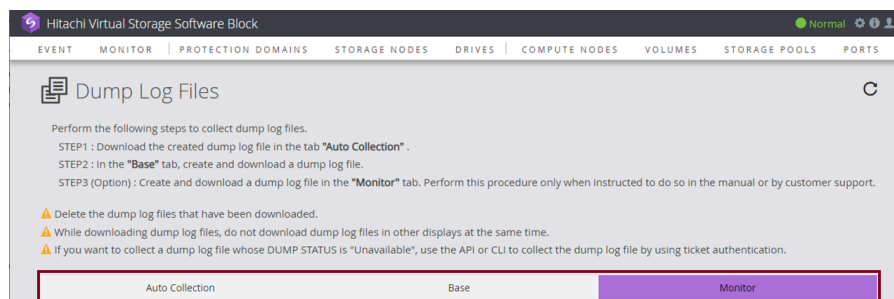 Hitachi Virtual Storage Software Block Normal
EVENT MONITOR PROTECTION DOMAINS STORAGE NODES DRIVES COMPUTE NODES VOLUMES STORAGE POOLS PORTS
Dump Log Files
Perform the following steps to collect dump log files.
STEP1 : Download the created dump log file in the tab "Auto Collection" .
STEP2 : In the "Base" tab, create and download a dump log file.
STEP3 (Option) : Create and download a dump log file in the "Monitor" tab. Perform this procedure only when instructed to do so in the manual or by customer support.
Delete the dump log files that have been downloaded.
While downloading dump log files, do not download dump log files in other displays at the same time.
If you want to collect a dump log file whose DUMP STATUS is "Unavailable", use the API or CLI to collect the dump log file by using ticket authentication.
Auto Collection Base Monitor